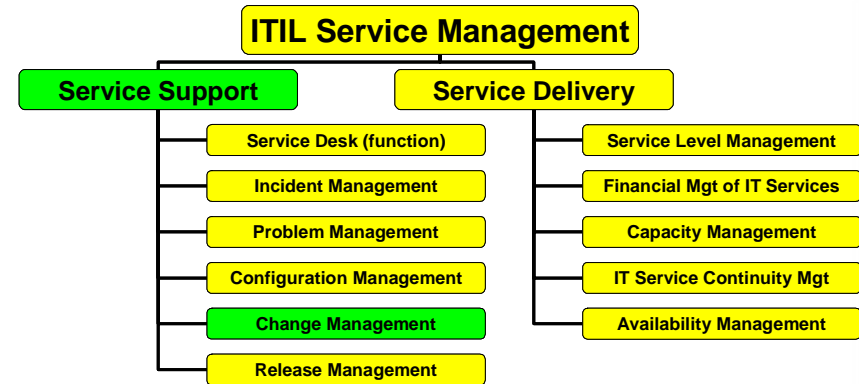 ITIL Service Management
Service Support
Service Delivery
Service Desk (function)
Incident Management
Problem Management
Configuration Management
Change Management
Release Management
Service Level Management
Financial Mgt of IT Services
Capacity Management
IT Service Continuity Mgt
Availability Management